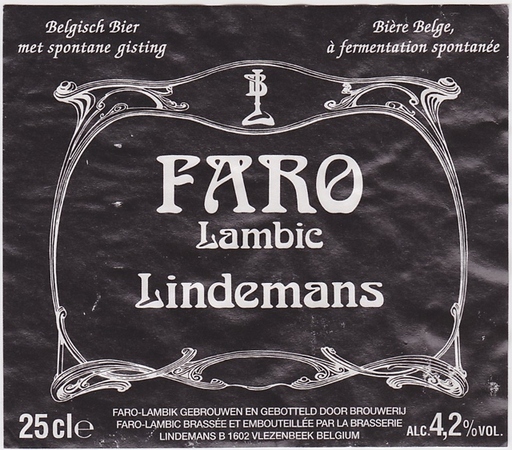 Belgisch Bier
met spontane gisting
Bière Belge,
à fermentation spontanée
FARO
Lambic
Lindemans
25cle
FARO-LAMBIK GEBROUWEN EN GEBOTTELD DOOR BROUWERIJ
FARO-LAMBIC BRASSÉE ET EMBOUTEILLÉE PAR LA BRASSERIE
LINDEMANS B 1602 VLEZENBEEK BELGIUM
ALC.4,2%VOL.